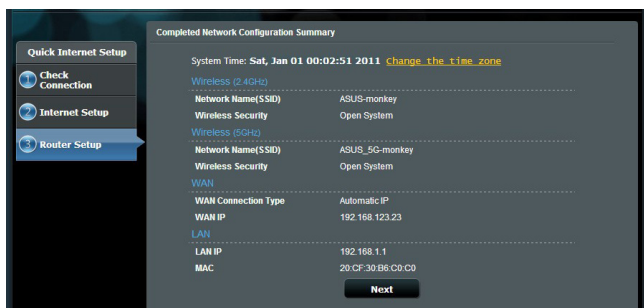 Completed Network Configuration Summary
Quick Internet Setup
1 Check Connection
2 Internet Setup
3 Router Setup
System Time: Sat, Jan 01 00:02:51 2011 Change the time zone
Wireless (2.4GHz)
Network Name(SSID) ASUS-monkey
Wireless Security Open System
Wireless (5GHz)
Network Name(SSID) ASUS_5G-monkey
Wireless Security Open System
WAN
WAN Connection Type Automatic IP
WAN IP 192.168.123.23
LAN
LAN IP 192.168.1.1
MAC 20:CF:30:B6:C0:C0
Next